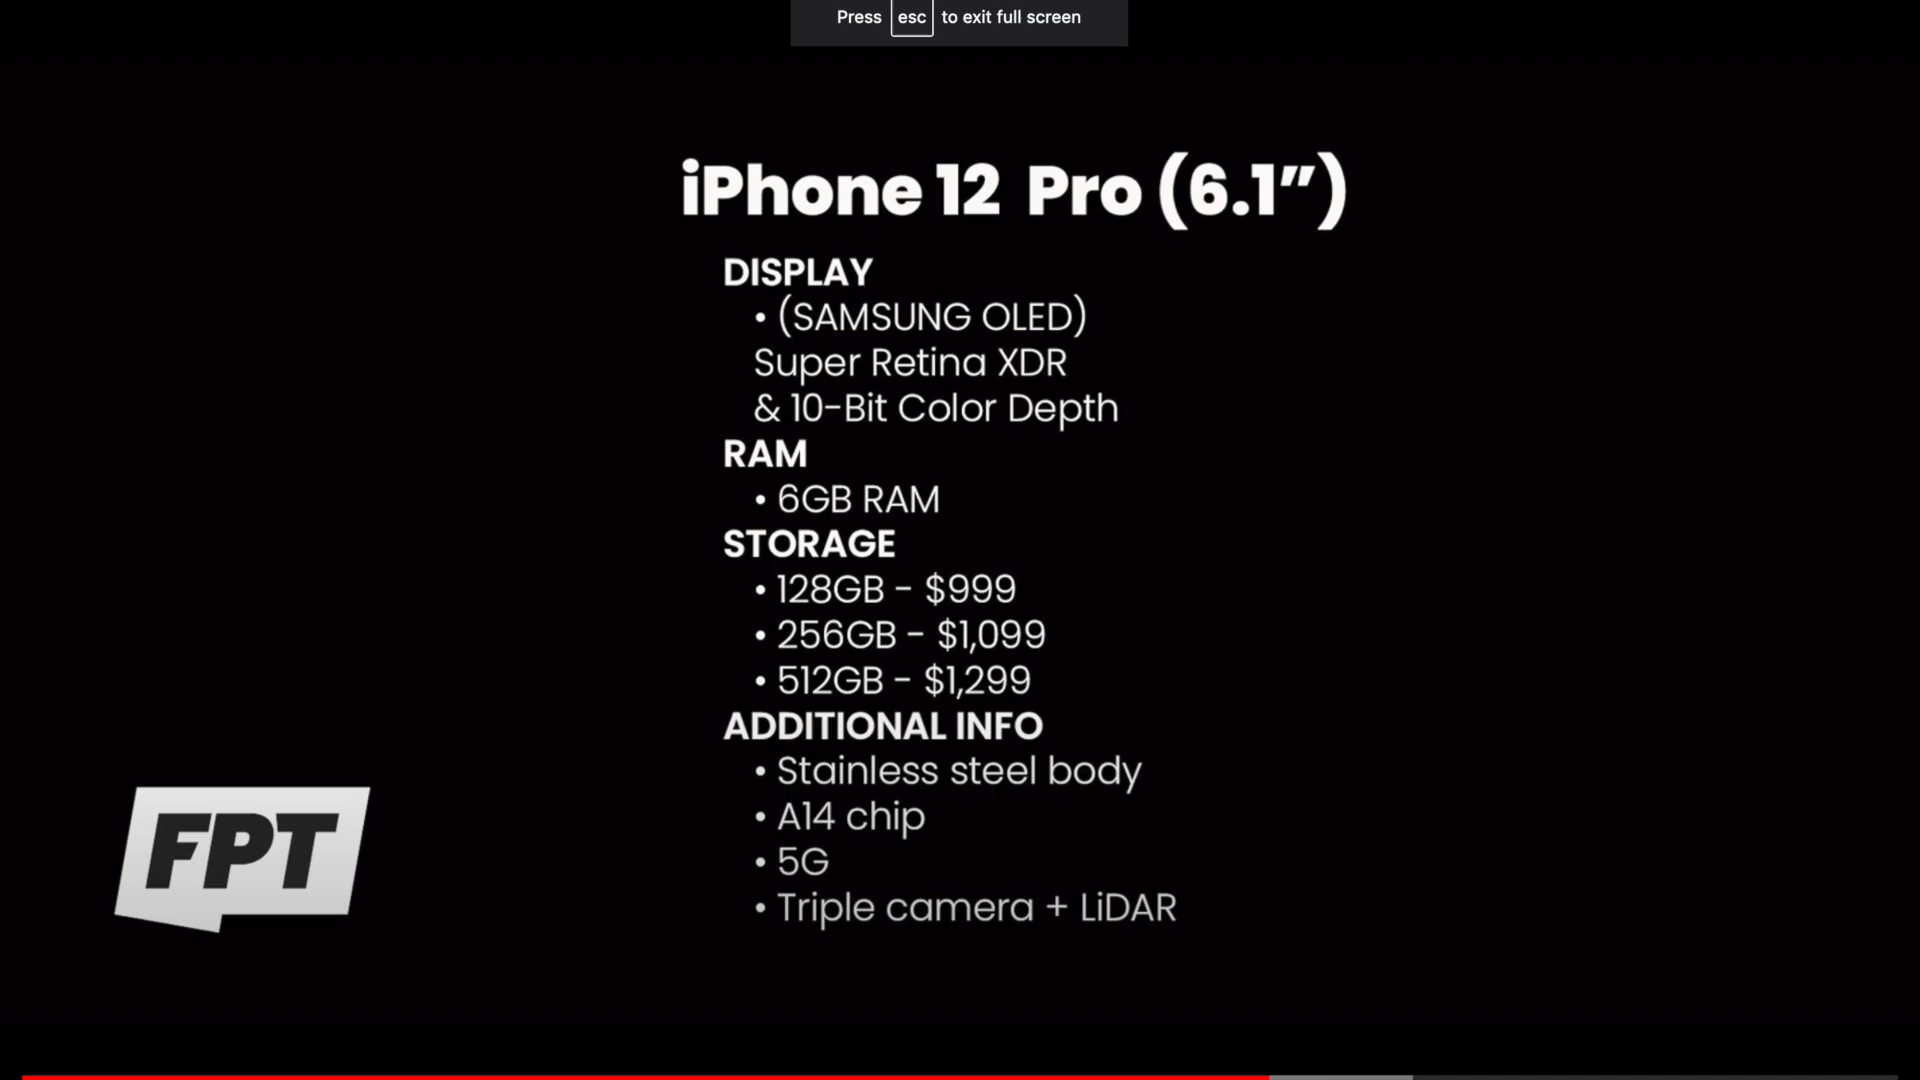 Press esc to exit full screen
iPhone 12 Pro (6.1”)
DISPLAY
• (SAMSUNG OLED)
Super Retina XDR
& 10-Bit Color Depth
RAM
• 6GB RAM
STORAGE
• 128GB - $999
• 256GB - $1,099
• 512GB - $1,299
ADDITIONAL INFO
• Stainless steel body
• A14 chip
• 5G
• Triple camera + LiDAR
FPT